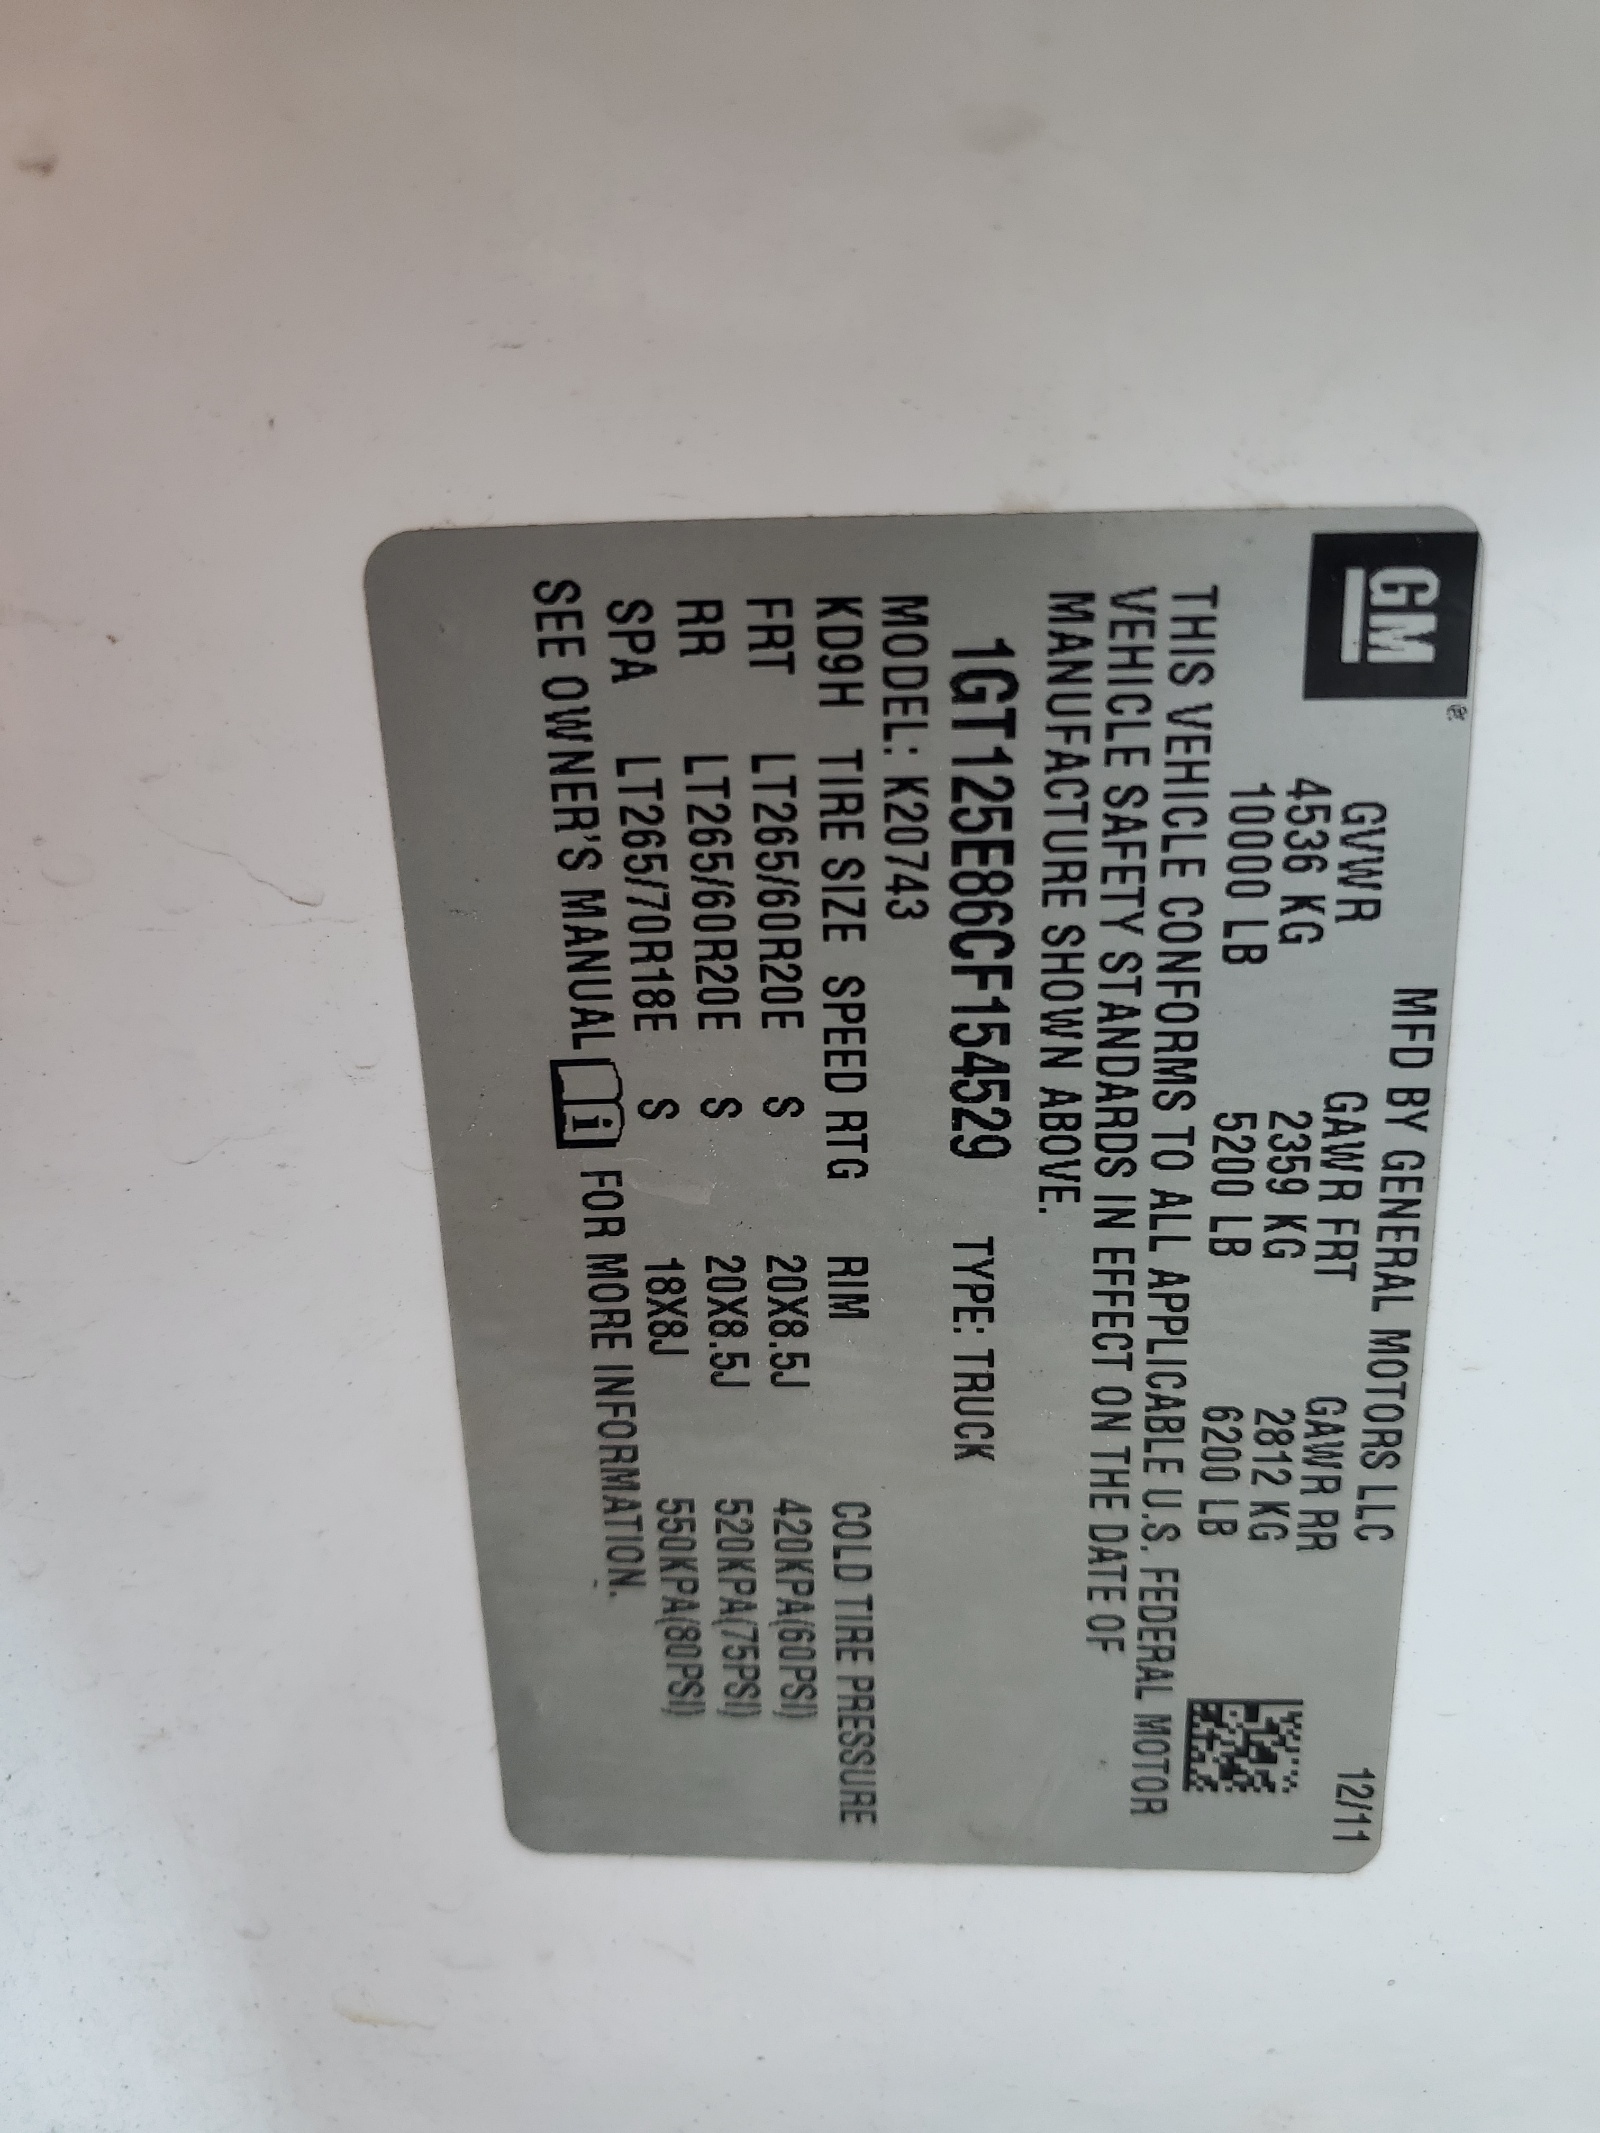 GM
MFD BY GENERAL MOTORS LLC 12/11
GVWR GAWR FRT GAWR RR
4536 KG 2359 KG 2812 KG
10000 LB 5200 LB 6200 LB
THIS VEHICLE CONFORMS TO ALL APPLICABLE U.S. FEDERAL MOTOR
VEHICLE SAFETY STANDARDS IN EFFECT ON THE DATE OF
MANUFACTURE SHOWN ABOVE.
1GT125E86CF154529 TYPE: TRUCK
MODEL: K20743
KD9H TIRE SIZE SPEED RTG RIM COLD TIRE PRESSURE
FRT LT265/60R20E S 20X8.5J 420KPA(60PSI)
RR LT265/60R20E S 20X8.5J 520KPA(75PSI)
SPA LT265/70R18E S 18X8J 550KPA(80PSI)
SEE OWNER'S MANUAL i FOR MORE INFORMATION.